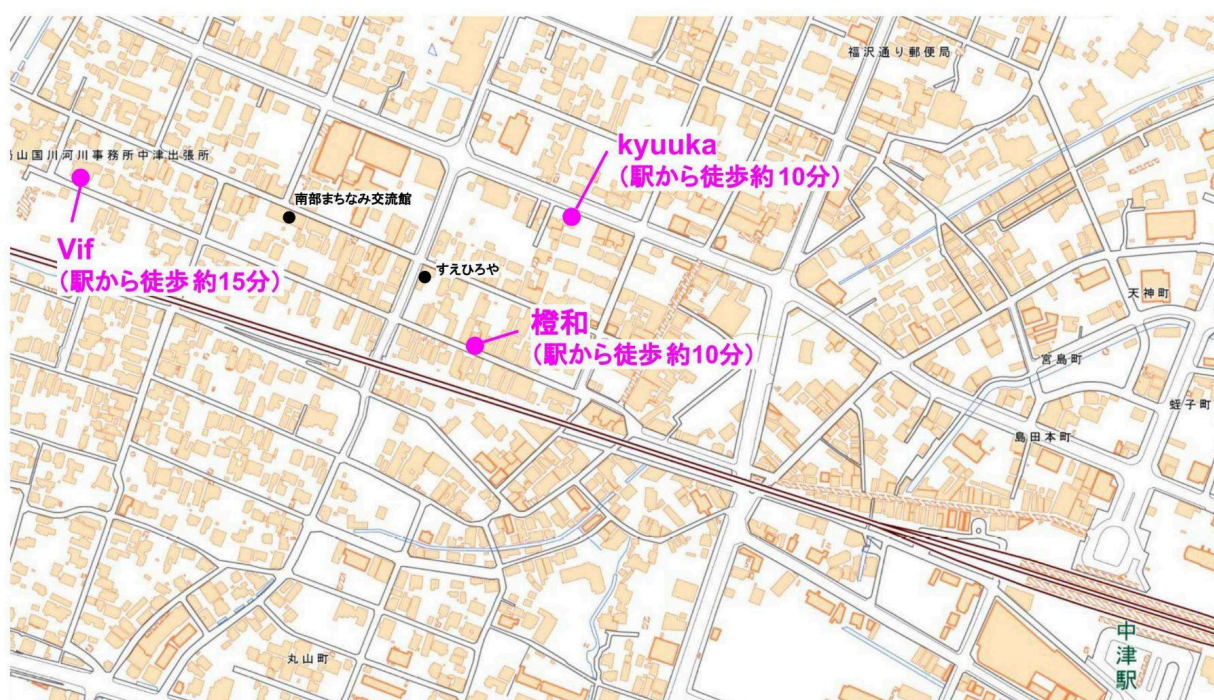 福沢通り郵便局
kyuuka
（駅から徒歩約10分）
山国川河川事務所中津出張所
南部まちなみ交流館
Vif
（駅から徒歩 約15分）
すえひろや
天神町
橙和
（駅から徒歩 約10分）
宮島町
蛭子町
島田本町
中津駅
丸山町